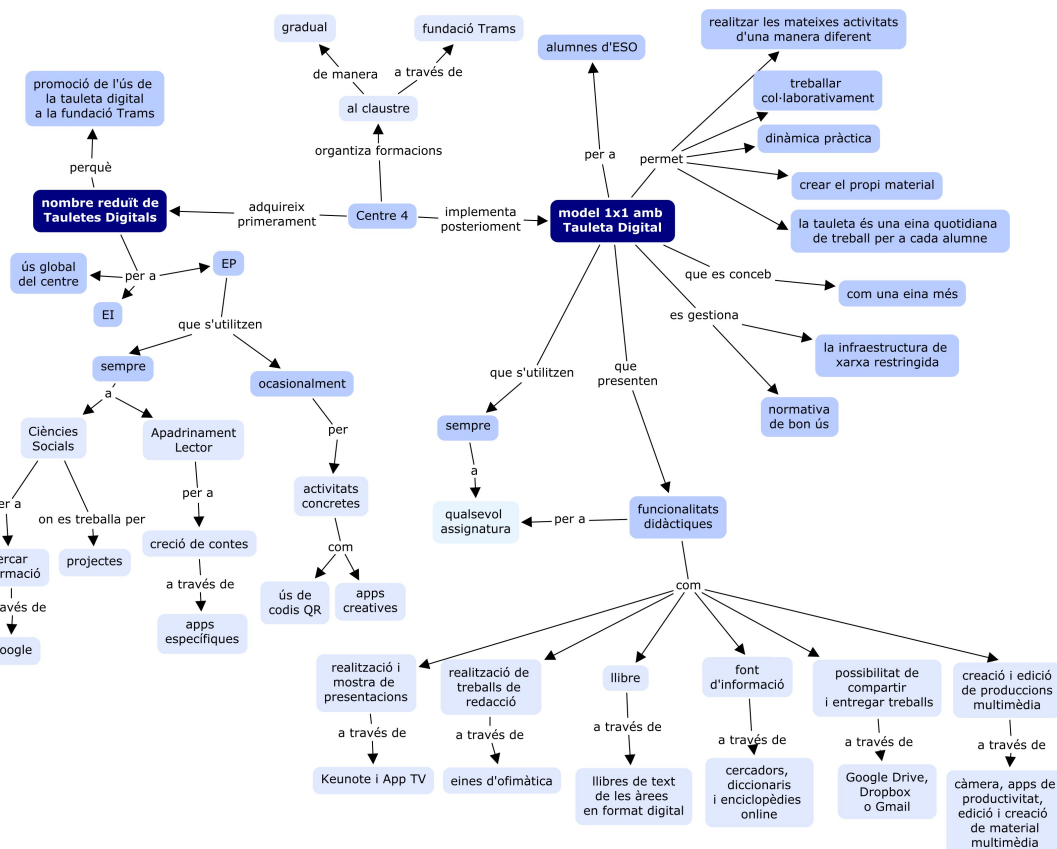 gradual
fundació Trams
alumnes d'ESO
realitzar les mateixes activitats
d'una manera diferent
de manera
a través de
promoció de l'ús de
la tauleta digital
a la fundació Trams
treballar
col·laborativament
al claustre
dinàmica pràctica
perquè
organtiza formacions
per a
permet
crear el propi material
nombre reduït de
Tauletes Digitals
adquireix
primerament
Centre 4
implementa
posterioment
model 1x1 amb
Tauleta Digital
la tauleta és una eina quotidiana
de treball per a cada alumne
ús global
del centre
per a
EP
que es conceb
com una eina més
EI
es gestiona
que s'utilitzen
la infraestructura de
xarxa restringida
sempre
ocasionalment
que s'utilitzen
que
presenten
a
normativa
de bon ús
Ciències
Socials
Apadrinament
Lector
per
sempre
a
er a
on es treballa per
per a
activitats
concretes
qualsevol
assignatura
per a
funcionalitats
didàctiques
ercar
rmació
projectes
creció de contes
com
avés de
a través de
ús de
codis QR
apps
creatives
com
oogle
apps
específiques
realització i
mostra de
presentacions
realització de
treballs de
redacció
llibre
font
d'informació
possibilitat de
compartir
i entregar treballs
creació i edició
de produccions
multimèdia
a través de
a través de
a través de
a través de
a través de
a través de
Keunote i App TV
eines d'ofimàtica
llibres de text
de les àrees
en format digital
cercadors,
diccionaris
i enciclopèdies
online
Google Drive,
Dropbox
o Gmail
càmera, apps de
productivitat,
edició i creació
de material
multimèdia